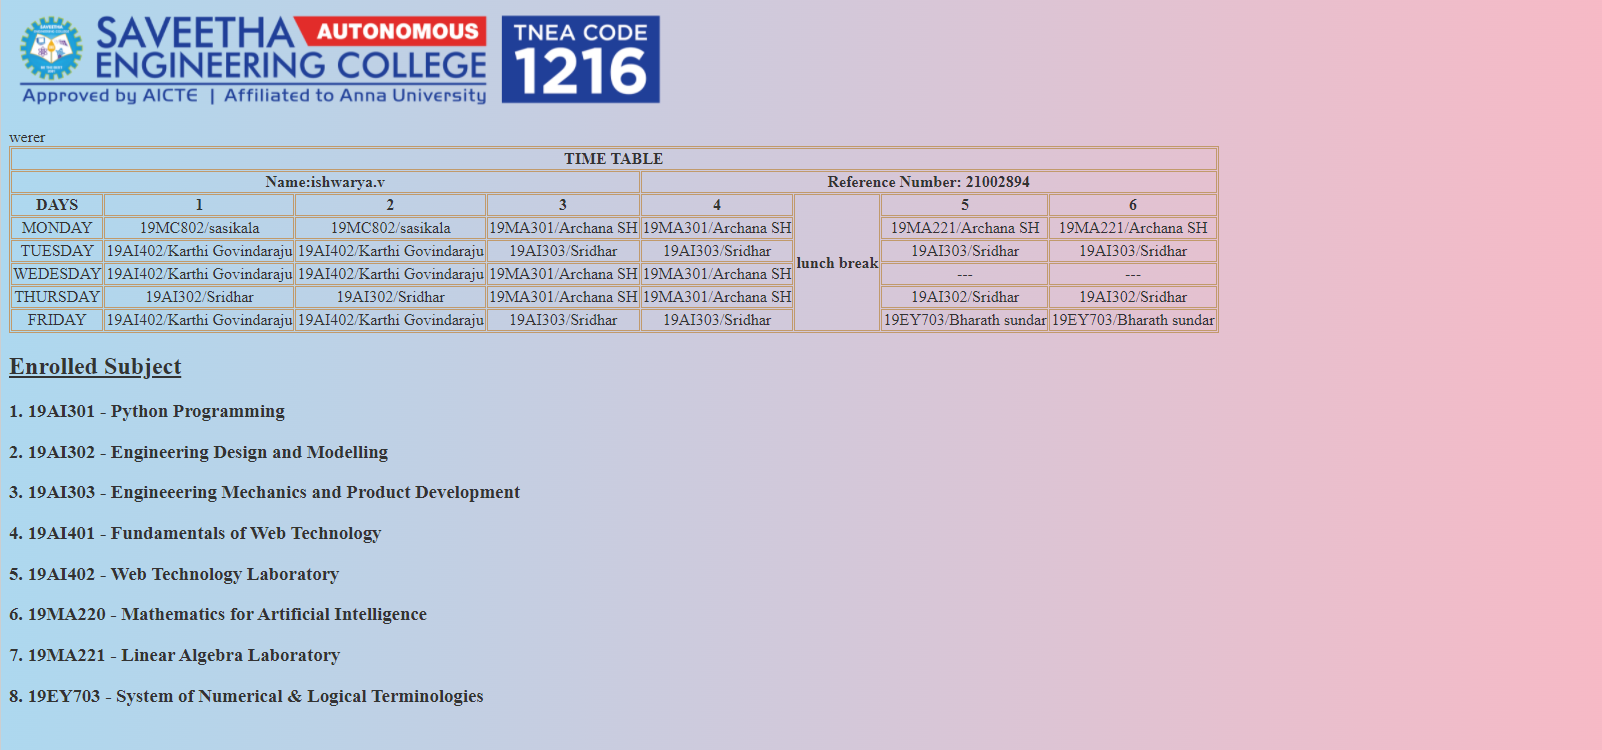 SAVEETHA AUTONOMOUS
ENGINEERING COLLEGE
Approved by AICTE | Affiliated to Anna University
TNEA CODE
1216
werer
TIME TABLE
Name:ishwarya.v Reference Number: 21002894
DAYS 1 2 3 4 lunch break 5 6
MONDAY 19MC802/sasikala 19MC802/sasikala 19MA301/Archana SH 19MA301/Archana SH 19MA221/Archana SH 19MA221/Archana SH
TUESDAY 19AI402/Karthi Govindaraju 19AI402/Karthi Govindaraju 19AI303/Sridhar 19AI303/Sridhar 19AI303/Sridhar 19AI303/Sridhar
WEDESDAY 19AI402/Karthi Govindaraju 19AI402/Karthi Govindaraju 19MA301/Archana SH 19MA301/Archana SH --- ---
THURSDAY 19AI302/Sridhar 19AI302/Sridhar 19MA301/Archana SH 19MA301/Archana SH 19AI302/Sridhar 19AI302/Sridhar
FRIDAY 19AI402/Karthi Govindaraju 19AI402/Karthi Govindaraju 19AI303/Sridhar 19AI303/Sridhar 19EY703/Bharath sundar 19EY703/Bharath sundar
Enrolled Subject
1. 19AI301 - Python Programming
2. 19AI302 - Engineering Design and Modelling
3. 19AI303 - Engineeering Mechanics and Product Development
4. 19AI401 - Fundamentals of Web Technology
5. 19AI402 - Web Technology Laboratory
6. 19MA220 - Mathematics for Artificial Intelligence
7. 19MA221 - Linear Algebra Laboratory
8. 19EY703 - System of Numerical & Logical Terminologies